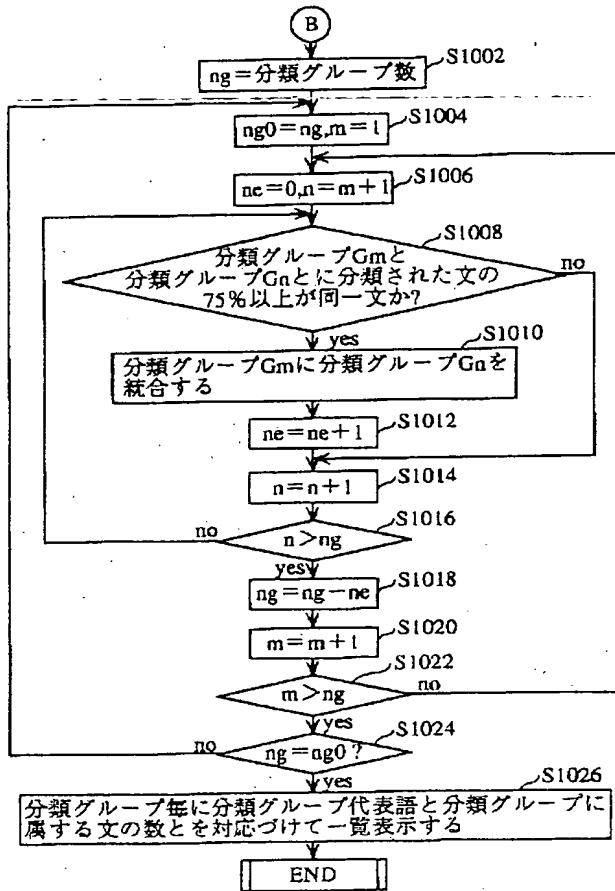 B
ng=分類グループ数
S1002
ng0=ng,m=1
S1004
ne=0,n=m+1
S1006
分類グループGmと
分類グループGnとに分類された文の
75%以上が同一文か?
S1008
no
yes
分類グループGmに分類グループGnを
統合する
S1010
ne=ne+1
S1012
n=n+1
S1014
n>ng
S1016
no
yes
ng=ng-ne
S1018
m=m+1
S1020
m>ng
S1022
no
yes
ng=ng0?
S1024
no
yes
S1026
分類グループ毎に分類グループ代表語と分類グループに
属する文の数とを対応づけて一覧表示する
END